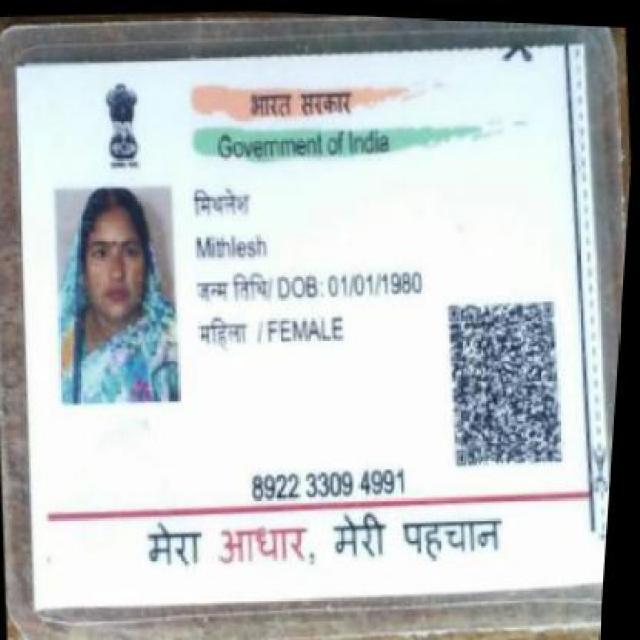 भारत सरकार
Government of India
मिथलेश
Mithlesh
जन्म तिथि/ DOB: 01/01/1980
महिला / FEMALE
8922 3309 4991
मेरा आधार, मेरी पहचान